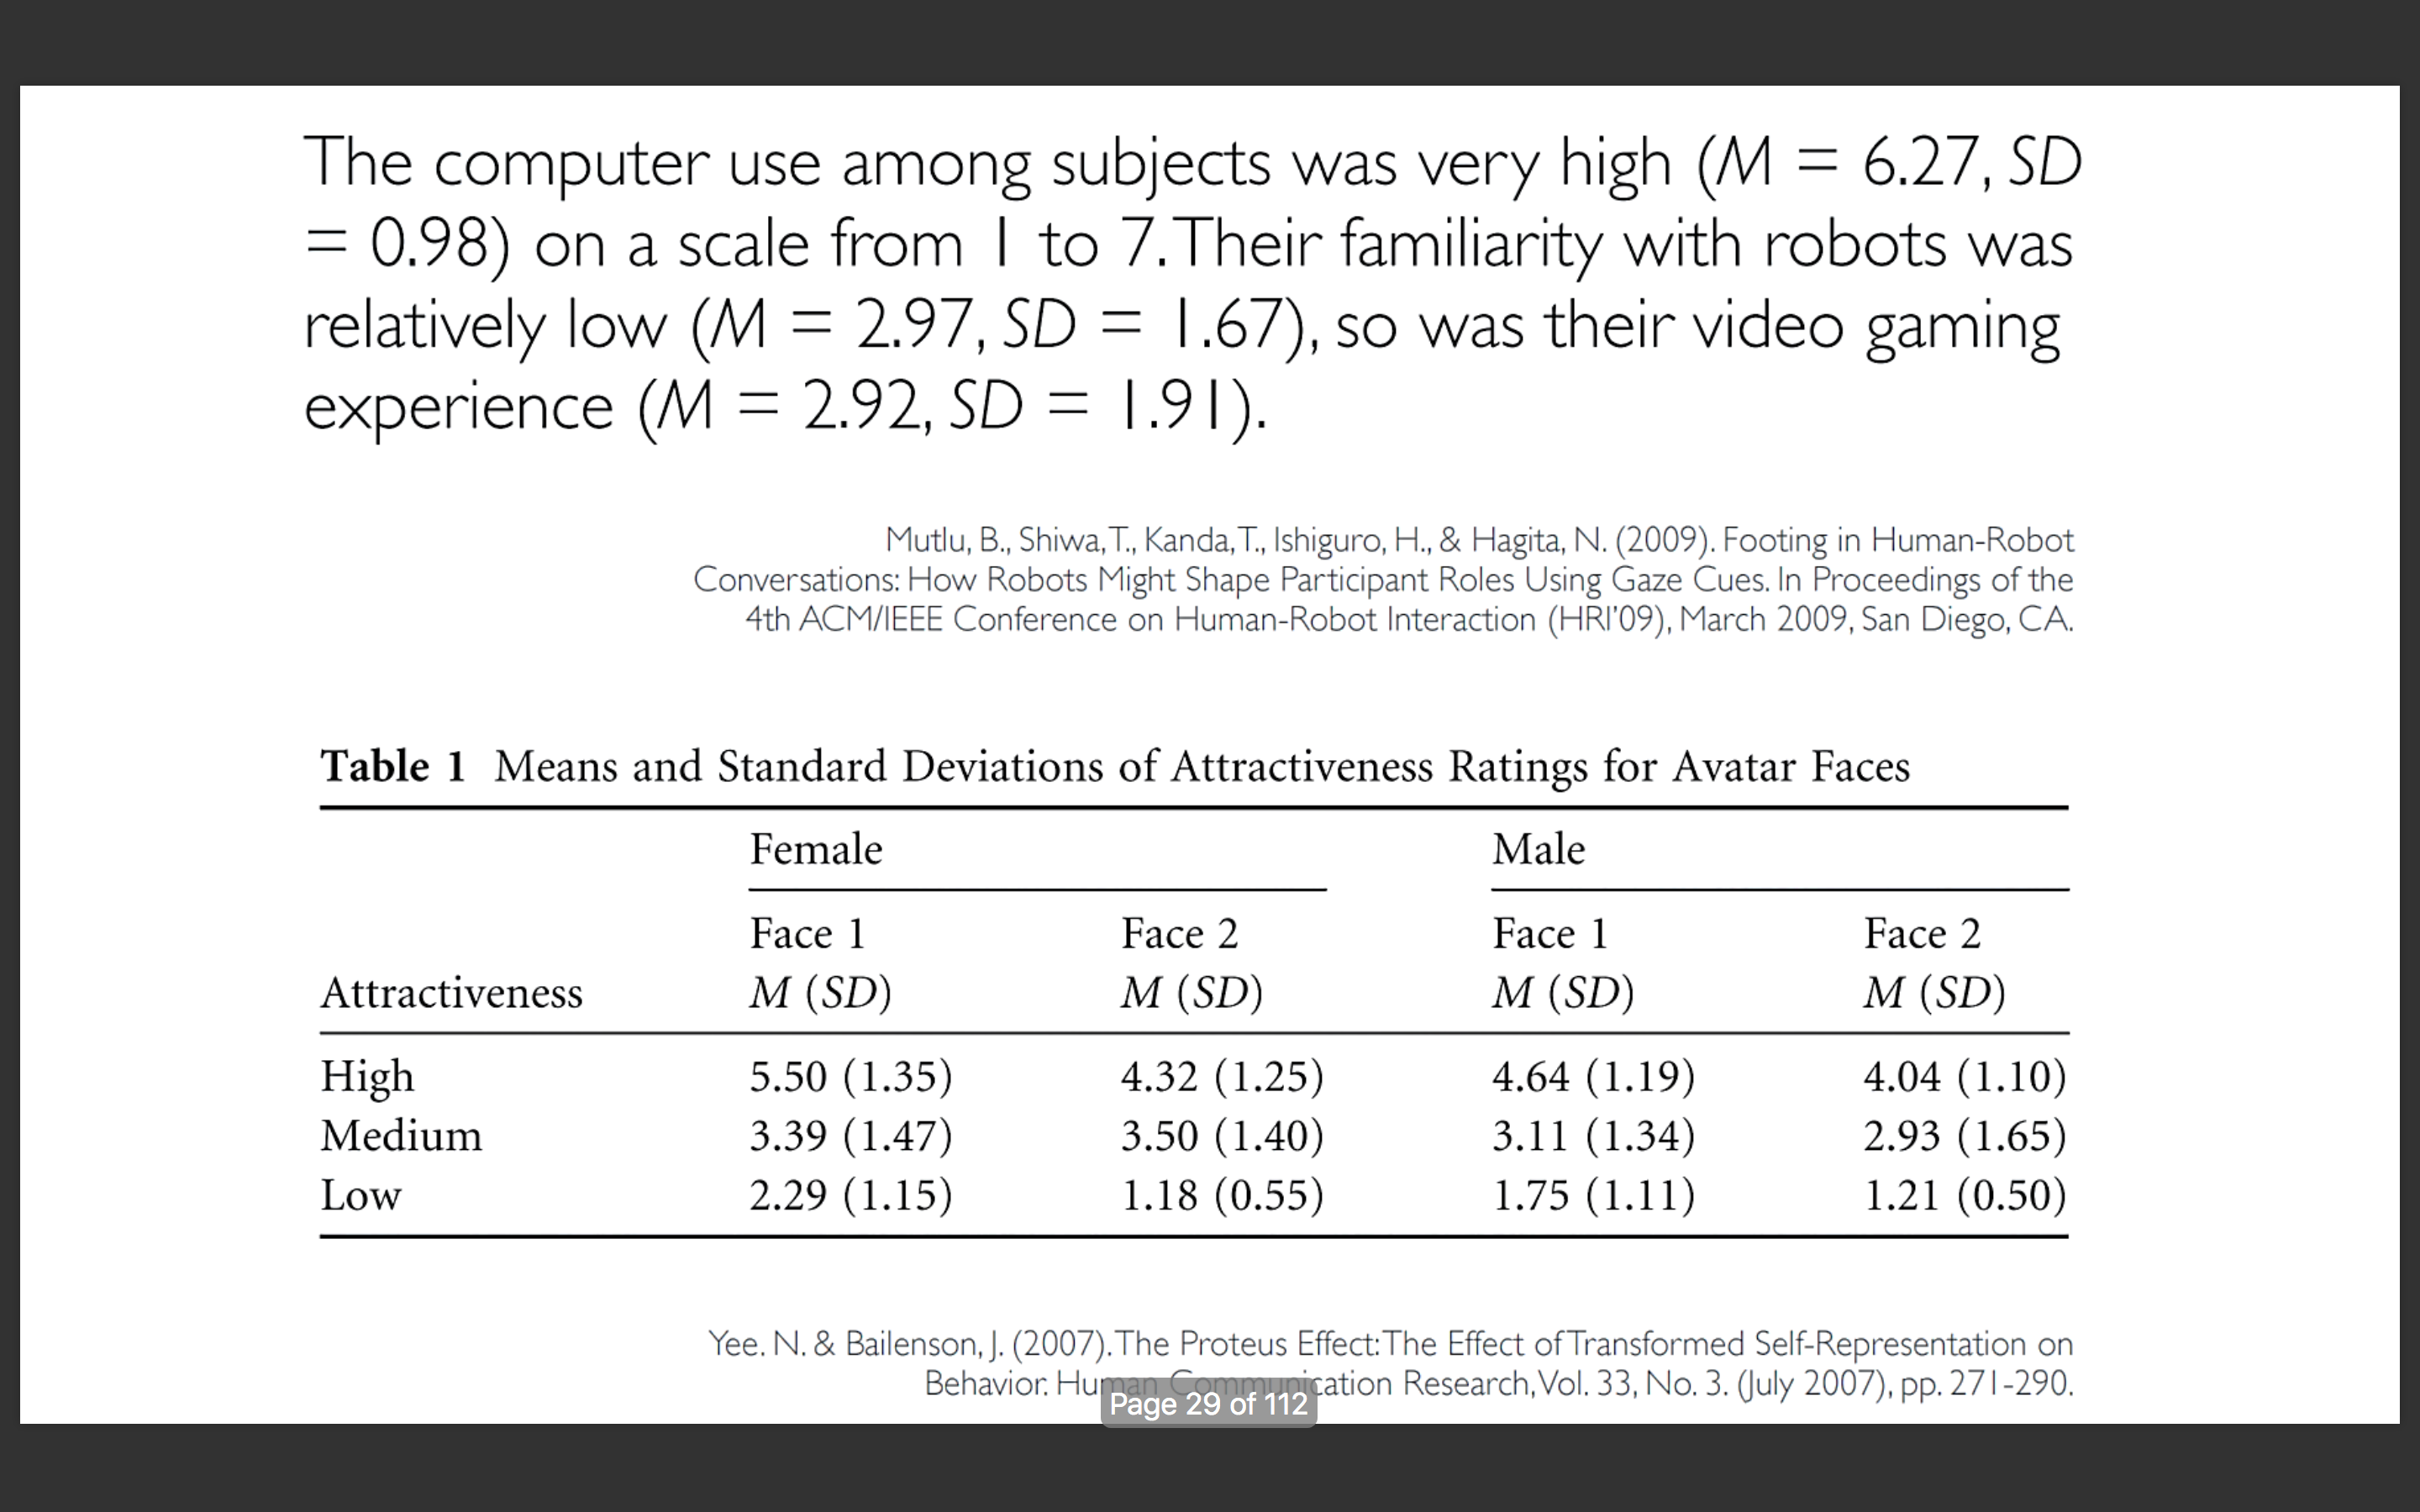 The computer use among subjects was very high (M = 6.27, SD
= 0.98) on a scale from 1 to 7. Their familiarity with robots was
relatively low (M = 2.97, SD = 1.67), so was their video gaming
experience (M = 2.92, SD = 1.91).
Mutlu, B., Shiwa, T., Kanda, T., Ishiguro, H., & Hagita, N. (2009). Footing in Human-Robot
Conversations: How Robots Might Shape Participant Roles Using Gaze Cues. In Proceedings of the
4th ACM/IEEE Conference on Human-Robot Interaction (HRI'09), March 2009, San Diego, CA.
Table 1 Means and Standard Deviations of Attractiveness Ratings for Avatar Faces
Female Male
Face 1 Face 2 Face 1 Face 2
Attractiveness M (SD) M (SD) M (SD) M (SD)
High 5.50 (1.35) 4.32 (1.25) 4.64 (1.19) 4.04 (1.10)
Medium 3.39 (1.47) 3.50 (1.40) 3.11 (1.34) 2.93 (1.65)
Low 2.29 (1.15) 1.18 (0.55) 1.75 (1.11) 1.21 (0.50)
Yee. N. & Bailenson, J. (2007). The Proteus Effect: The Effect of Transformed Self-Representation on
Behavior. Human Communication Research, Vol. 33, No. 3. (July 2007), pp. 271-290.
Page 29 of 112